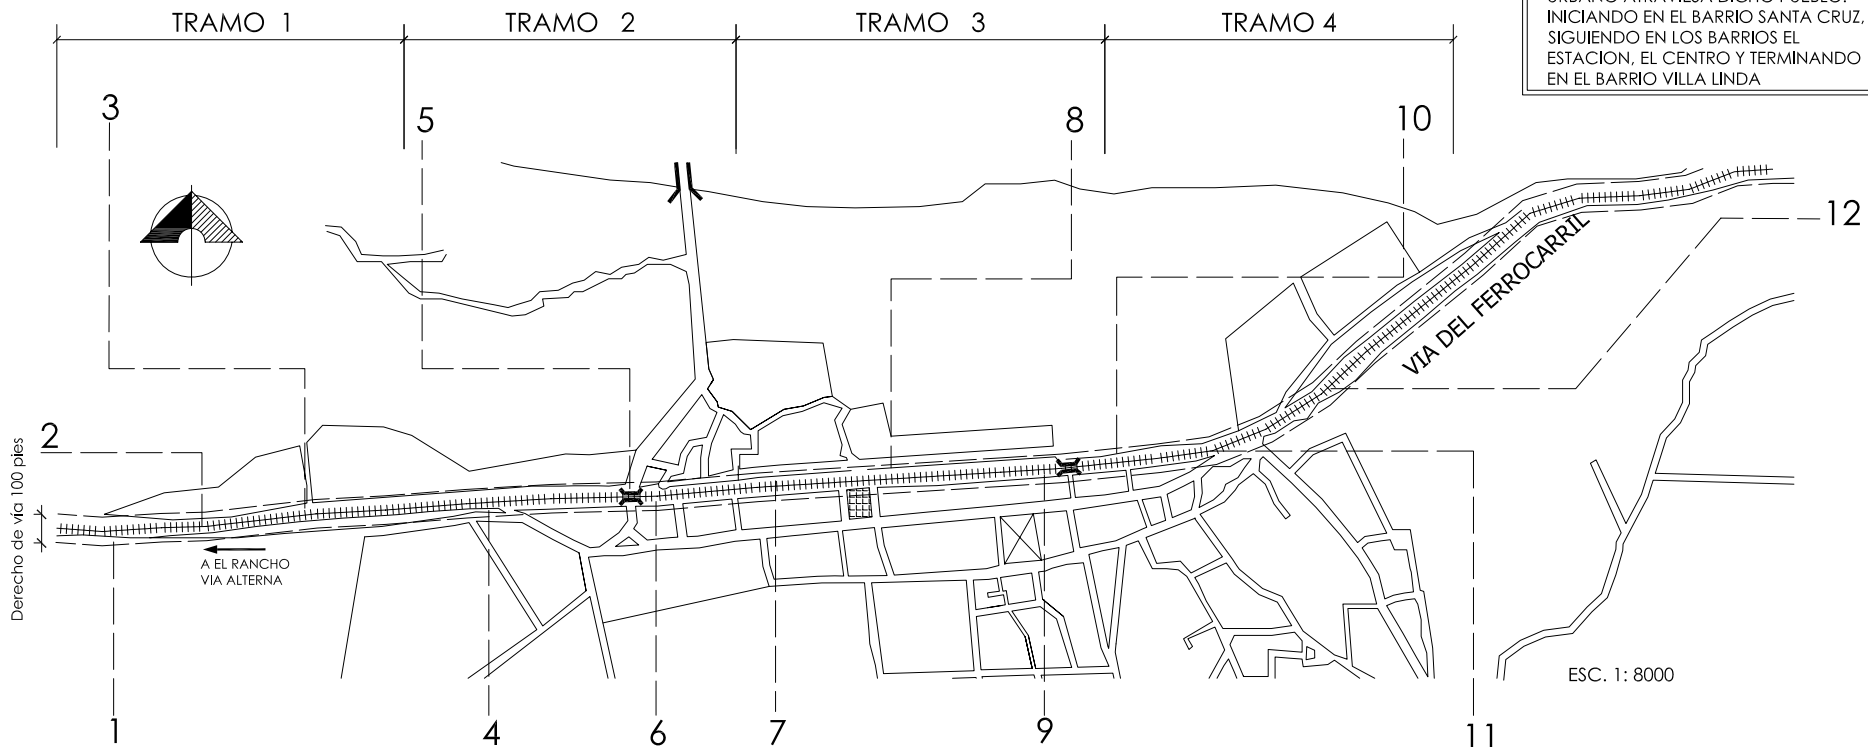 TRAMO 1
TRAMO 2
TRAMO 3
TRAMO 4
INICIANDO EN EL BARRIO SANTA CRUZ,
SIGUIENDO EN LOS BARRIOS EL
ESTACION, EL CENTRO Y TERMINANDO
EN EL BARRIO VILLA LINDA
3
5
8
10
12
VIA DEL FERROCARRIL
2
Derecho de vía 100 pies
A EL RANCHO
VIA ALTERNA
ESC. 1: 8000
1
4
6
7
9
11